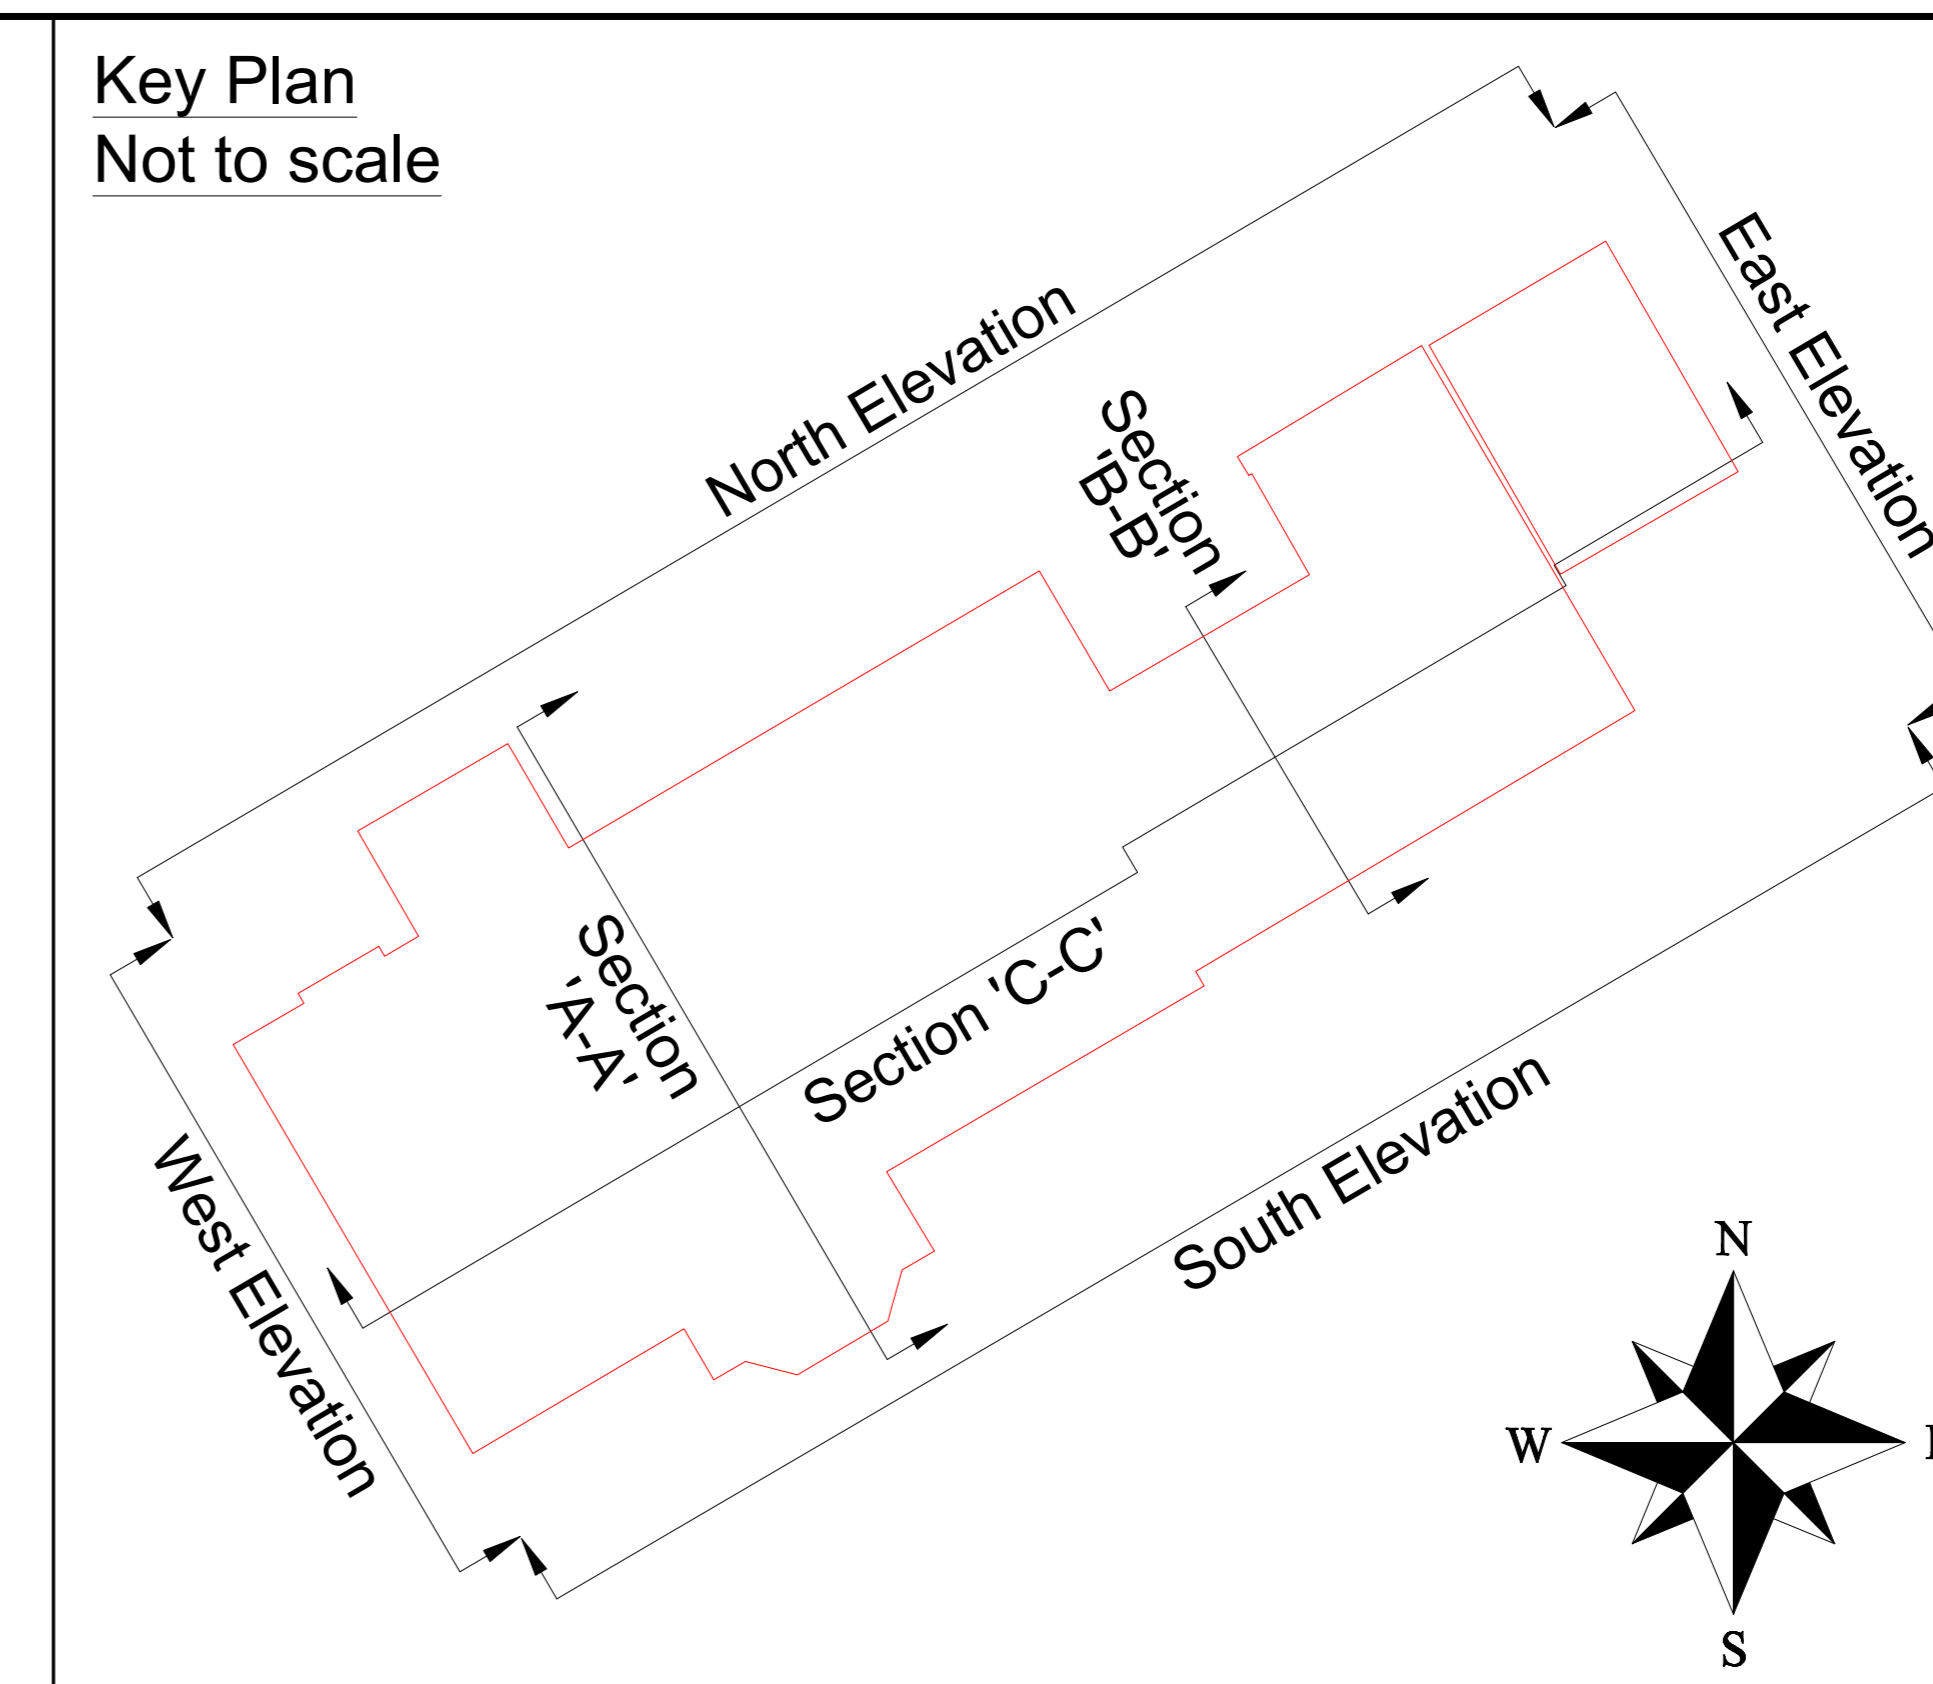 Key Plan
Not to scale
North Elevation
East Elevation
Section
'B-B'
Section
'A-A'
Section 'C-C'
West Elevation
South Elevation
N
W
S